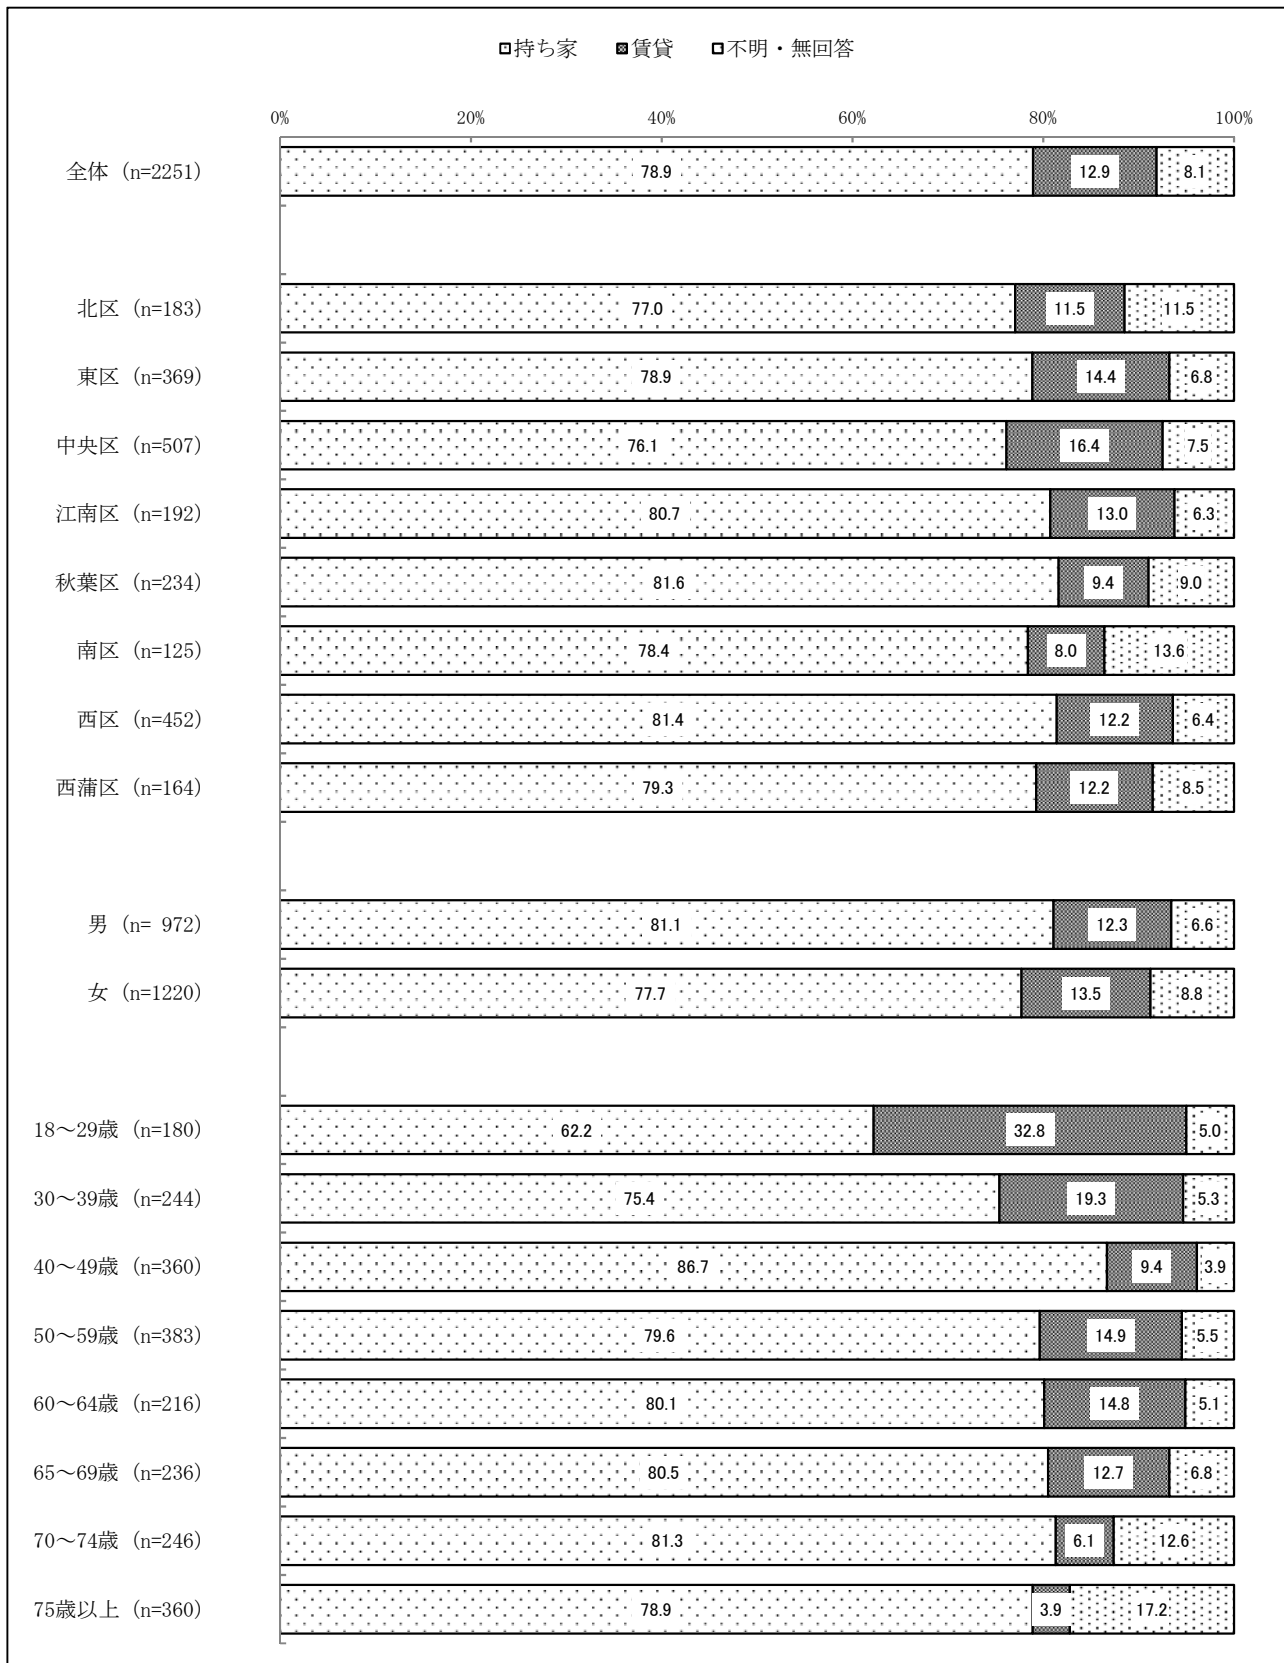 持ち家 賃貸 不明・無回答
0% 20% 40% 60% 80% 100%
全体 (n=2251) 78.9 12.9 8.1
北区 (n=183) 77.0 11.5 11.5
東区 (n=369) 78.9 14.4 6.8
中央区 (n=507) 76.1 16.4 7.5
江南区 (n=192) 80.7 13.0 6.3
秋葉区 (n=234) 81.6 9.4 9.0
南区 (n=125) 78.4 8.0 13.6
西区 (n=452) 81.4 12.2 6.4
西蒲区 (n=164) 79.3 12.2 8.5
男 (n= 972) 81.1 12.3 6.6
女 (n=1220) 77.7 13.5 8.8
18～29歳 (n=180) 62.2 32.8 5.0
30～39歳 (n=244) 75.4 19.3 5.3
40～49歳 (n=360) 86.7 9.4 3.9
50～59歳 (n=383) 79.6 14.9 5.5
60～64歳 (n=216) 80.1 14.8 5.1
65～69歳 (n=236) 80.5 12.7 6.8
70～74歳 (n=246) 81.3 6.1 12.6
75歳以上 (n=360) 78.9 3.9 17.2